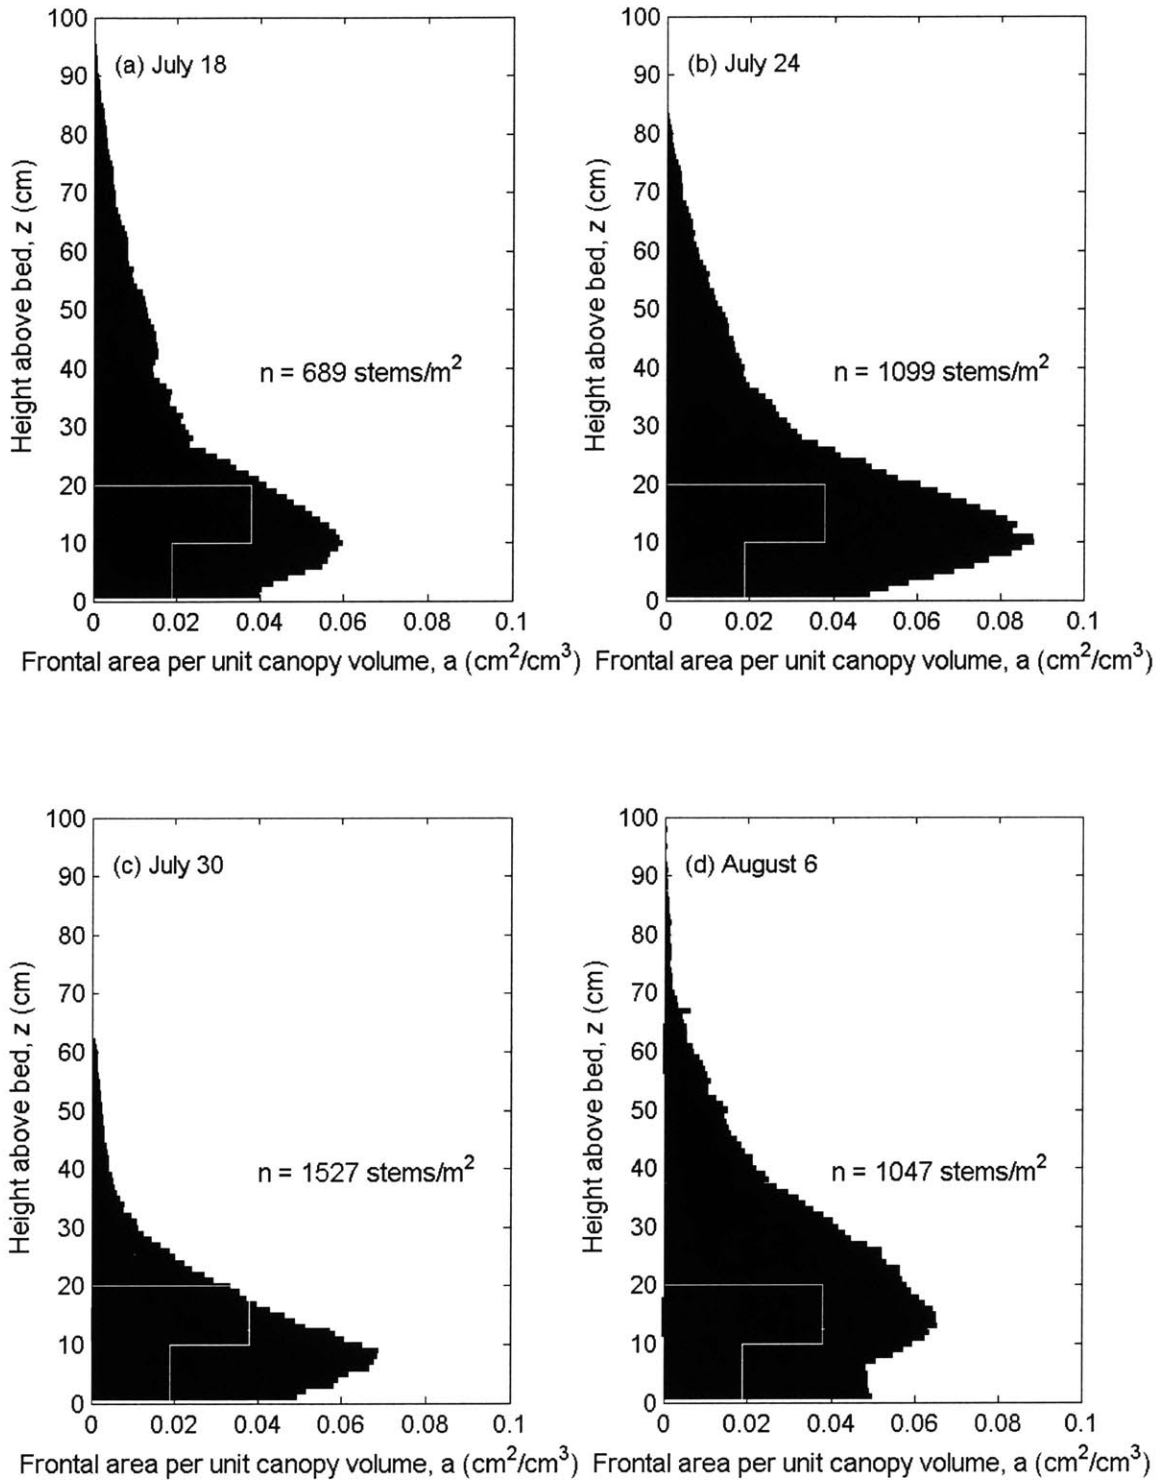 100
90
80
70
60
50
40
30
20
10
0
(a) July 18
n = 689 stems/m²
Height above bed, z (cm)
0 0.02 0.04 0.06 0.08 0.1
Frontal area per unit canopy volume, a (cm²/cm³)
100
90
80
70
60
50
40
30
20
10
0
(b) July 24
n = 1099 stems/m²
Height above bed, z (cm)
0 0.02 0.04 0.06 0.08 0.1
Frontal area per unit canopy volume, a (cm²/cm³)
100
90
80
70
60
50
40
30
20
10
0
(c) July 30
n = 1527 stems/m²
Height above bed, z (cm)
0 0.02 0.04 0.06 0.08 0.1
Frontal area per unit canopy volume, a (cm²/cm³)
100
90
80
70
60
50
40
30
20
10
0
(d) August 6
n = 1047 stems/m²
Height above bed, z (cm)
0 0.02 0.04 0.06 0.08 0.1
Frontal area per unit canopy volume, a (cm²/cm³)